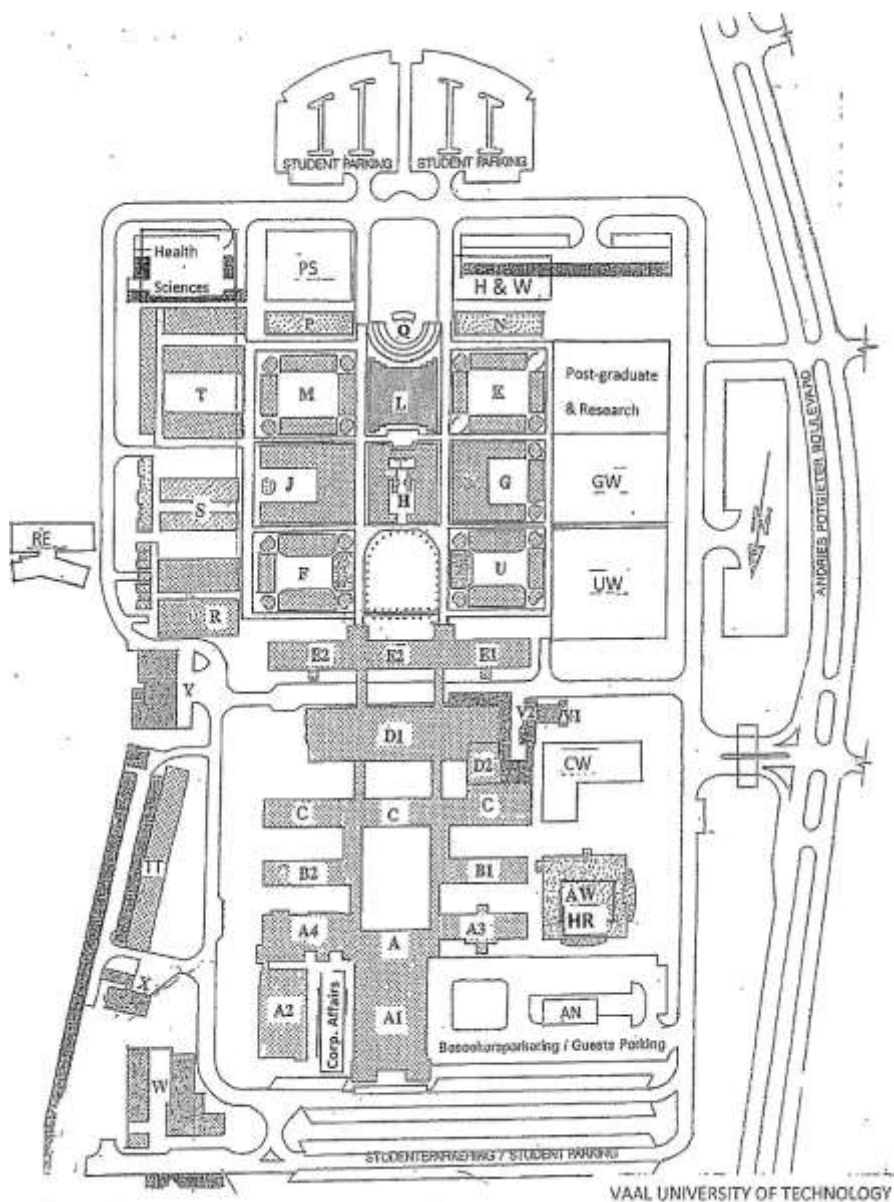 STUDENT PARKING
STUDENT PARKING
Health
Sciences
PS
H & W
P
Q
N
T
M
L
K
Post-graduate
& Research
S
J
H
G
GW
RE
F
U
UW
R
E2
E2
E1
V
V2
V1
D1
D2
CW
C
C
C
B2
B1
AW
HR
A4
A
A3
X
A2
Corp. Affairs
A1
AN
Besoekersparkering / Guests Parking
W
STUDENTEPARKERING / STUDENT PARKING
ANDRIES POTGIETER BOULEVARD
VAAL UNIVERSITY OF TECHNOLOGY